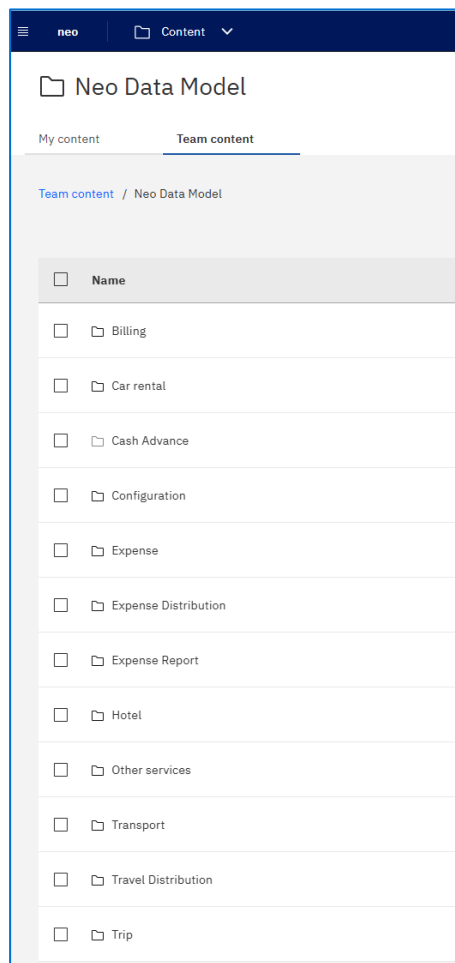 neo Content
Neo Data Model
My content Team content
Team content / Neo Data Model
Name
Billing
Car rental
Cash Advance
Configuration
Expense
Expense Distribution
Expense Report
Hotel
Other services
Transport
Travel Distribution
Trip